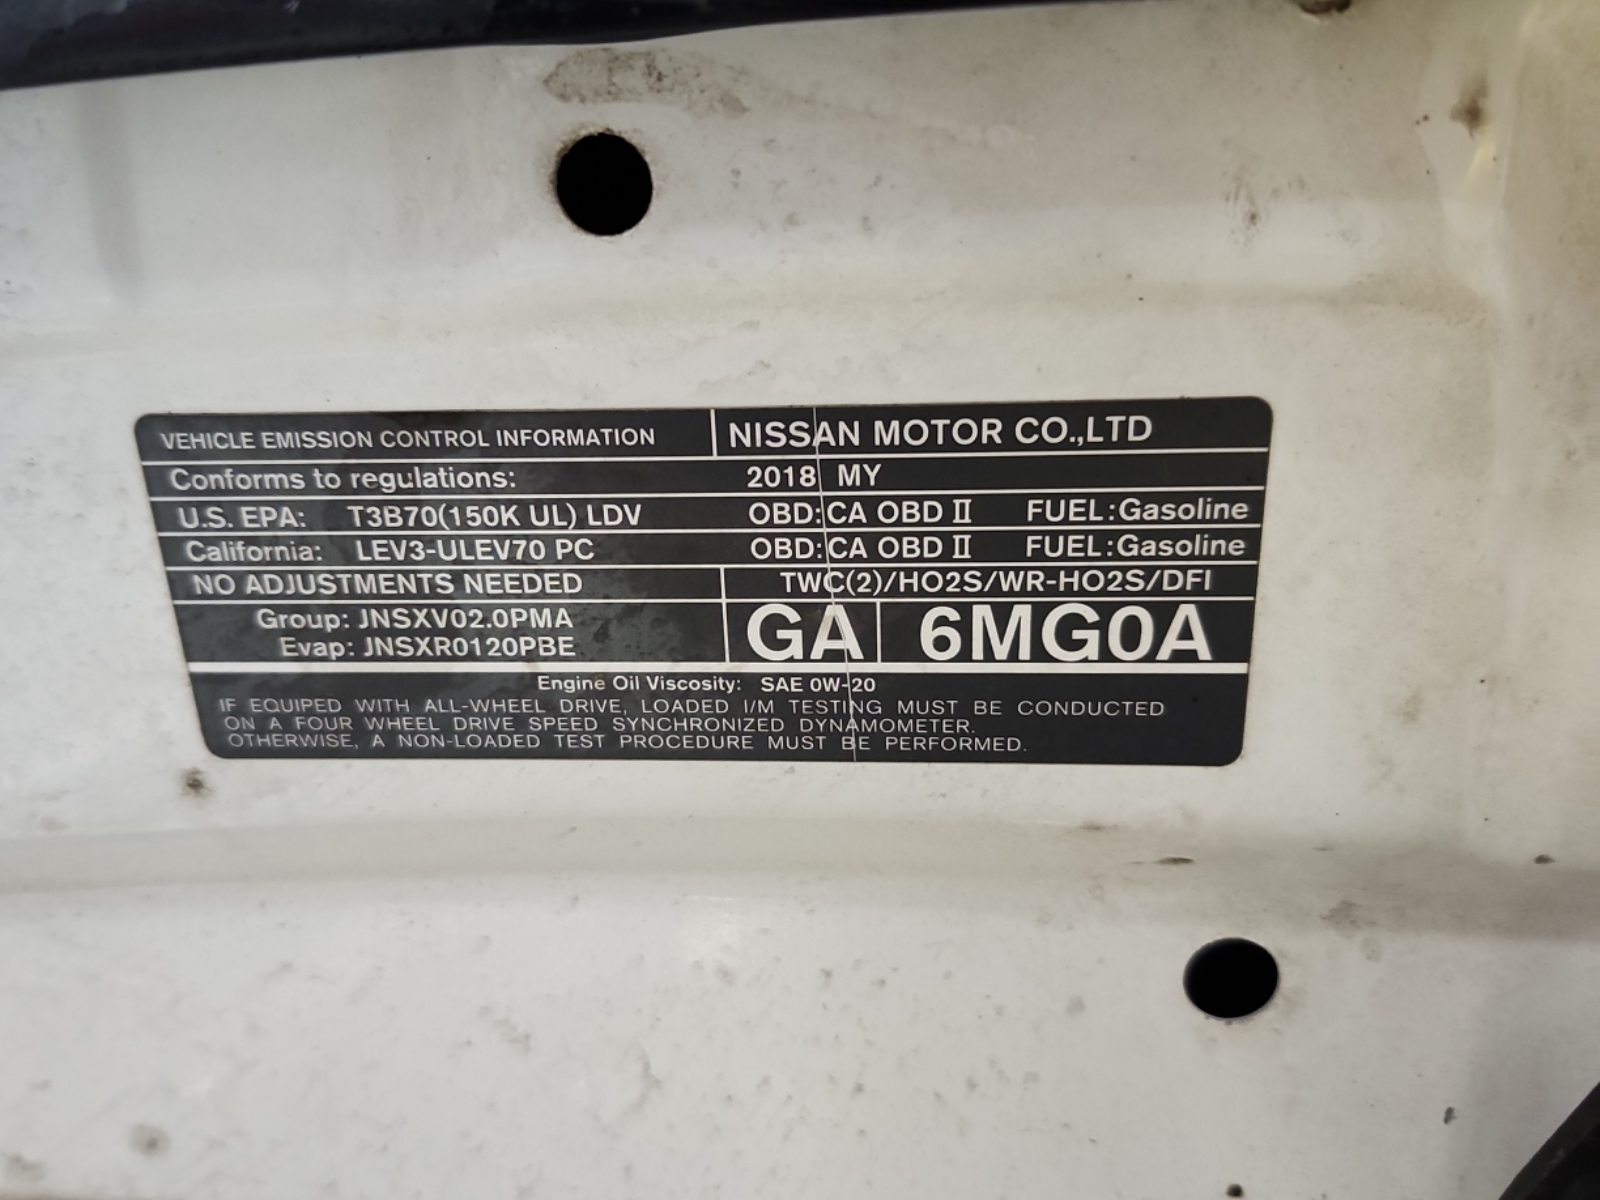 VEHICLE EMISSION CONTROL INFORMATION NISSAN MOTOR CO.,LTD
Conforms to regulations: 2018 MY
U.S. EPA: T3B70(150K UL) LDV OBD:CA OBD II FUEL:Gasoline
California: LEV3-ULEV70 PC OBD:CA OBD II FUEL:Gasoline
NO ADJUSTMENTS NEEDED TWC(2)/HO2S/WR-HO2S/DFI
Group: JNSXV02.0PMA GA 6MG0A
Evap: JNSXR0120PBE
Engine Oil Viscosity: SAE 0W-20
IF EQUIPED WITH ALL-WHEEL DRIVE, LOADED I/M TESTING MUST BE CONDUCTED
ON A FOUR WHEEL DRIVE SPEED SYNCHRONIZED DYNAMOMETER.
OTHERWISE, A NON-LOADED TEST PROCEDURE MUST BE PERFORMED.